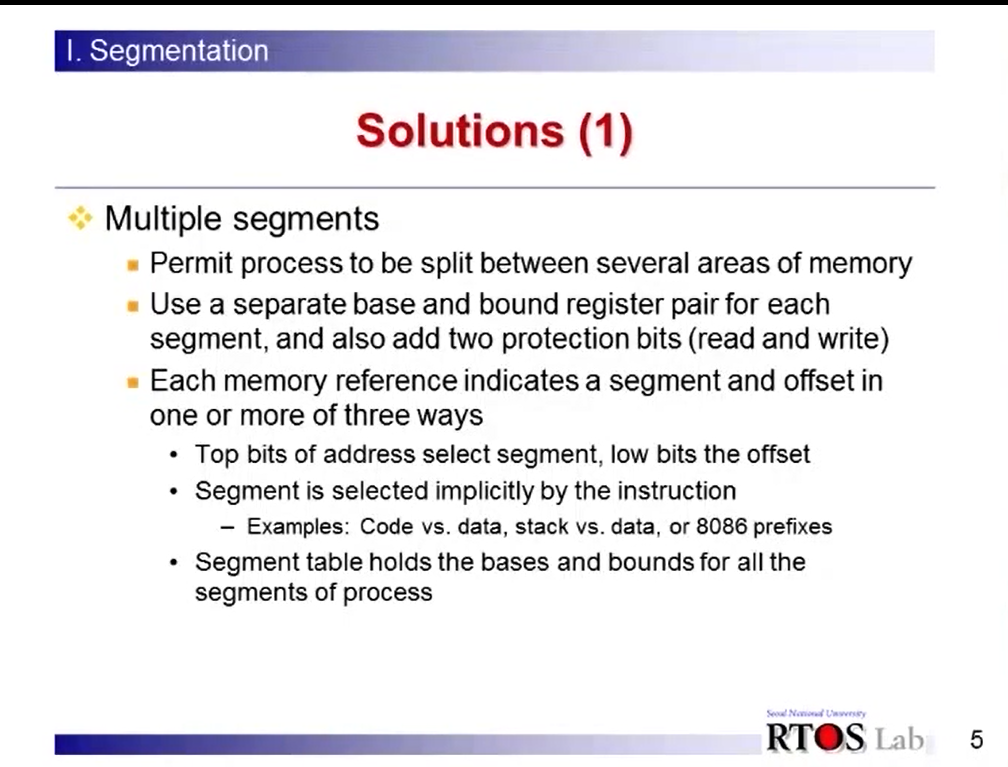 I. Segmentation
Solutions (1)
Multiple segments
Permit process to be split between several areas of memory
Use a separate base and bound register pair for each
segment, and also add two protection bits (read and write)
Each memory reference indicates a segment and offset in
one or more of three ways
• Top bits of address select segment, low bits the offset
• Segment is selected implicitly by the instruction
– Examples: Code vs. data, stack vs. data, or 8086 prefixes
• Segment table holds the bases and bounds for all the
segments of process
Seoul National University
RTOS Lab
5